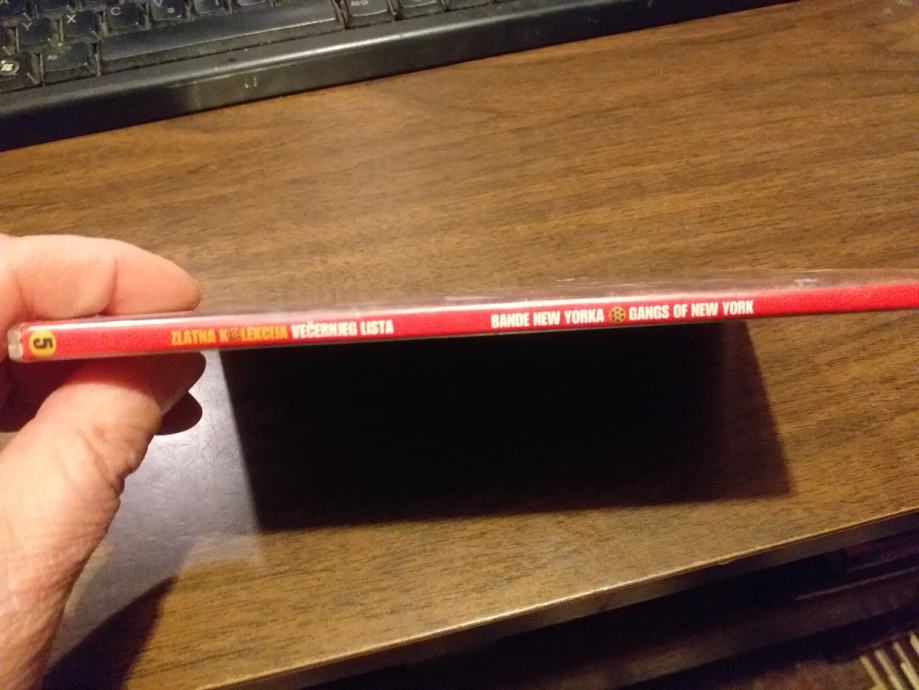 5 ZLATNA KOLEKCIJA VEČERNJEG LISTA BANDE NEW YORKA GANGS OF NEW YORK